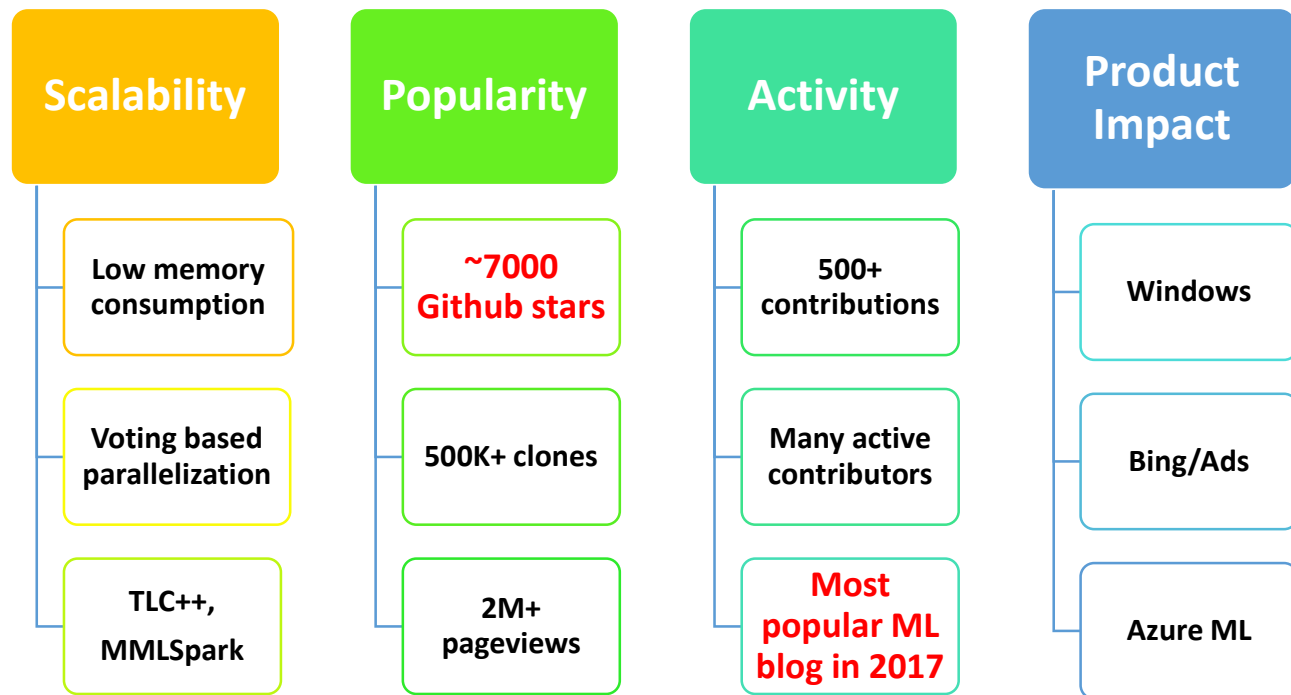 Scalability
Low memory
consumption
Voting based
parallelization
TLC++,
MMLSpark
Popularity
~7000
Github stars
500K+ clones
2M+
pageviews
Activity
500+
contributions
Many active
contributors
Most
popular ML
blog in 2017
Product
Impact
Windows
Bing/Ads
Azure ML